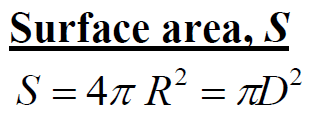 Surface area, S
S = 4π R² = πD²